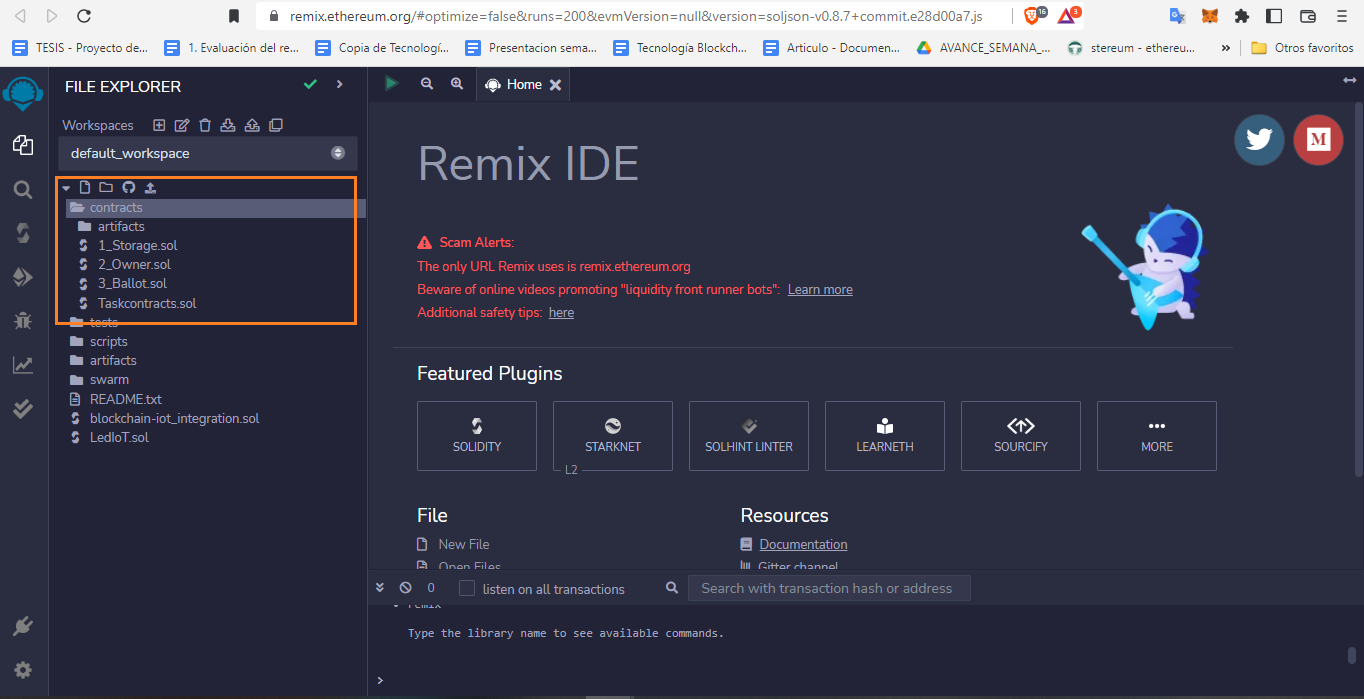 remix.ethereum.org/#optimize=false&runs=200&evmVersion=null&version=soljson-v0.8.7+commit.e28d00a7.js
16
3
TESIS - Proyecto de...
1. Evaluación del re...
Copia de Tecnologí...
Presentacion sema...
Tecnología Blockch...
Articulo - Documen...
AVANCE_SEMANA_...
stereum - ethereu...
»
Otros favoritos
FILE EXPLORER
Workspaces
default_workspace
contracts
artifacts
1_Storage.sol
2_Owner.sol
3_Ballot.sol
Taskcontracts.sol
tests
scripts
artifacts
swarm
README.txt
blockchain-iot_integration.sol
LedIoT.sol
Home
Remix IDE
M
Scam Alerts:
The only URL Remix uses is remix.ethereum.org
Beware of online videos promoting "liquidity front runner bots": Learn more
Additional safety tips: here
Featured Plugins
SOLIDITY
STARKNET
L2
SOLHINT LINTER
LEARNETH
SOURCIFY
MORE
File
New File
Open Files
Resources
Documentation
Gitter channel
0
listen on all transactions
Search with transaction hash or address
remix
Type the library name to see available commands.
>